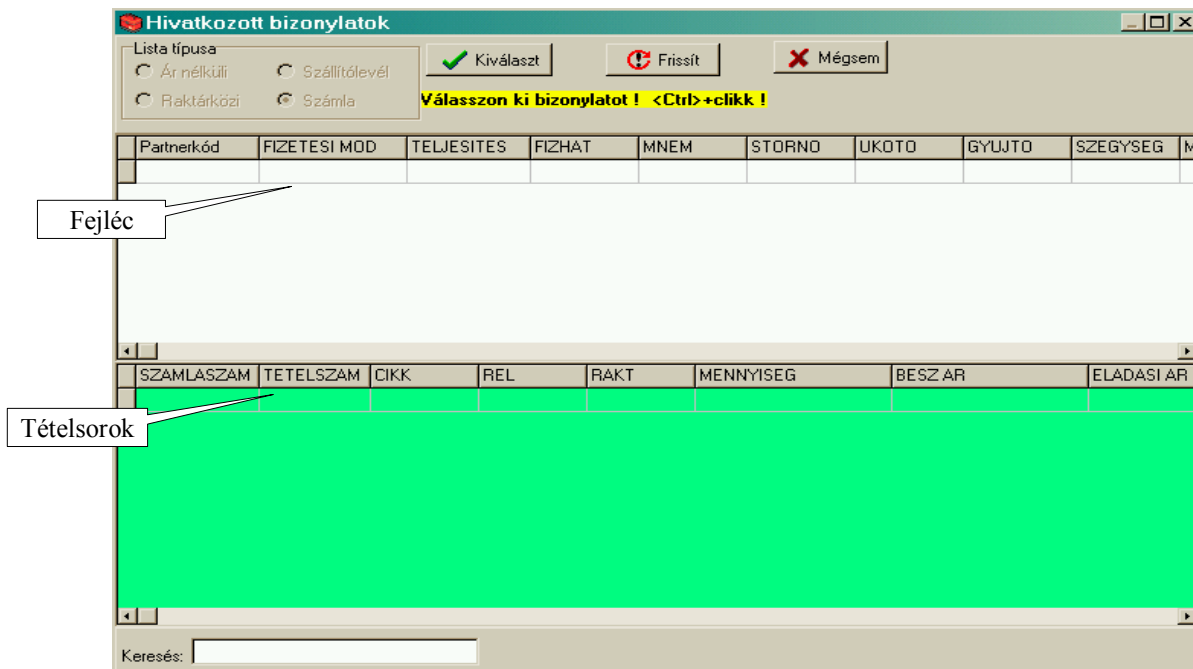 Hivatkozott bizonylatok
Lista típusa
Ár nélküli
Szállítólevél
Raktárközi
Számla
Kiválaszt
Frissít
Mégsem
Válasszon ki bizonylatot ! <Ctrl>+clikk !
Partnerkód FIZETESI MOD TELJESITES FIZHAT MNEM STORNO UKOTO GYUJTO SZEGYSEG M
Fejléc
SZAMLASZAM TETELSZAM CIKK REL RAKT MENNYISEG BESZ AR ELADASI AR
Tételsorok
Keresés: